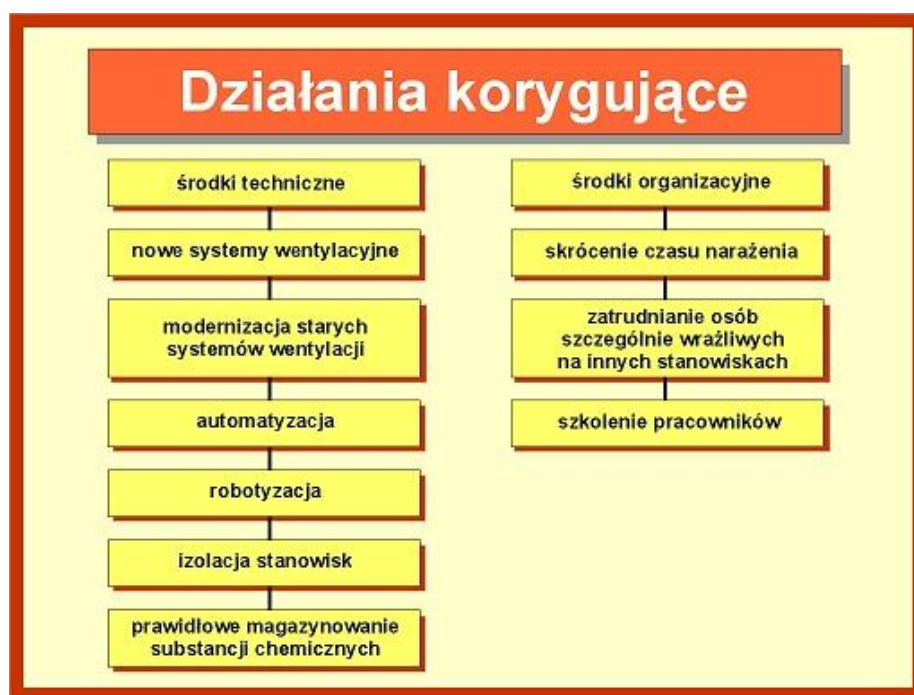 Działania korygujące
środki techniczne
nowe systemy wentylacyjne
modernizacja starych
systemów wentylacji
automatyzacja
robotyzacja
izolacja stanowisk
prawidłowe magazynowanie
substancji chemicznych
środki organizacyjne
skrócenie czasu narażenia
zatrudnianie osób
szczególnie wrażliwych
na innych stanowiskach
szkolenie pracowników